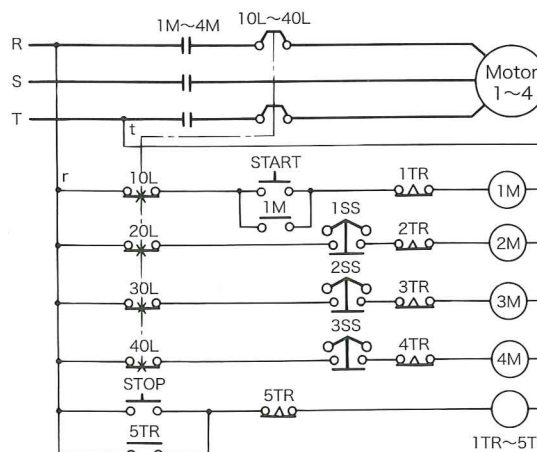 1M～4M 10L～40L
R
S
T
Motor
1～4
t
r
10L START 1TR 1M
1M
20L 1SS 2TR 2M
30L 2SS 3TR 3M
40L 3SS 4TR 4M
STOP
5TR
5TR
1TR～5T